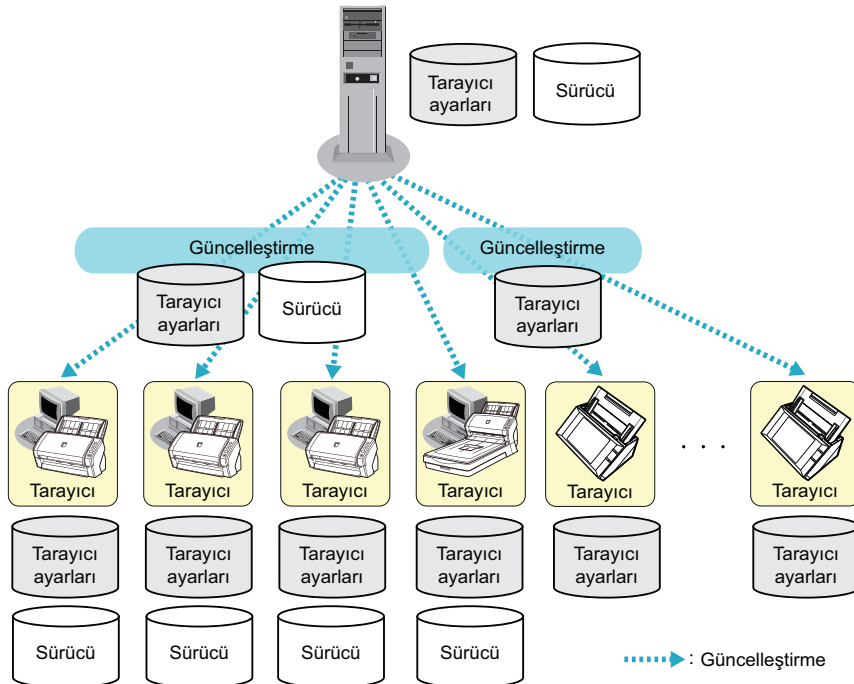 Tarayıcı
ayarları
Sürücü
Güncelleştirme
Güncelleştirme
Tarayıcı
ayarları
Sürücü
Tarayıcı
ayarları
Tarayıcı
Tarayıcı
Tarayıcı
Tarayıcı
Tarayıcı
. . .
Tarayıcı
Tarayıcı
ayarları
Tarayıcı
ayarları
Tarayıcı
ayarları
Tarayıcı
ayarları
Tarayıcı
ayarları
Tarayıcı
ayarları
Sürücü
Sürücü
Sürücü
Sürücü
: Güncelleştirme